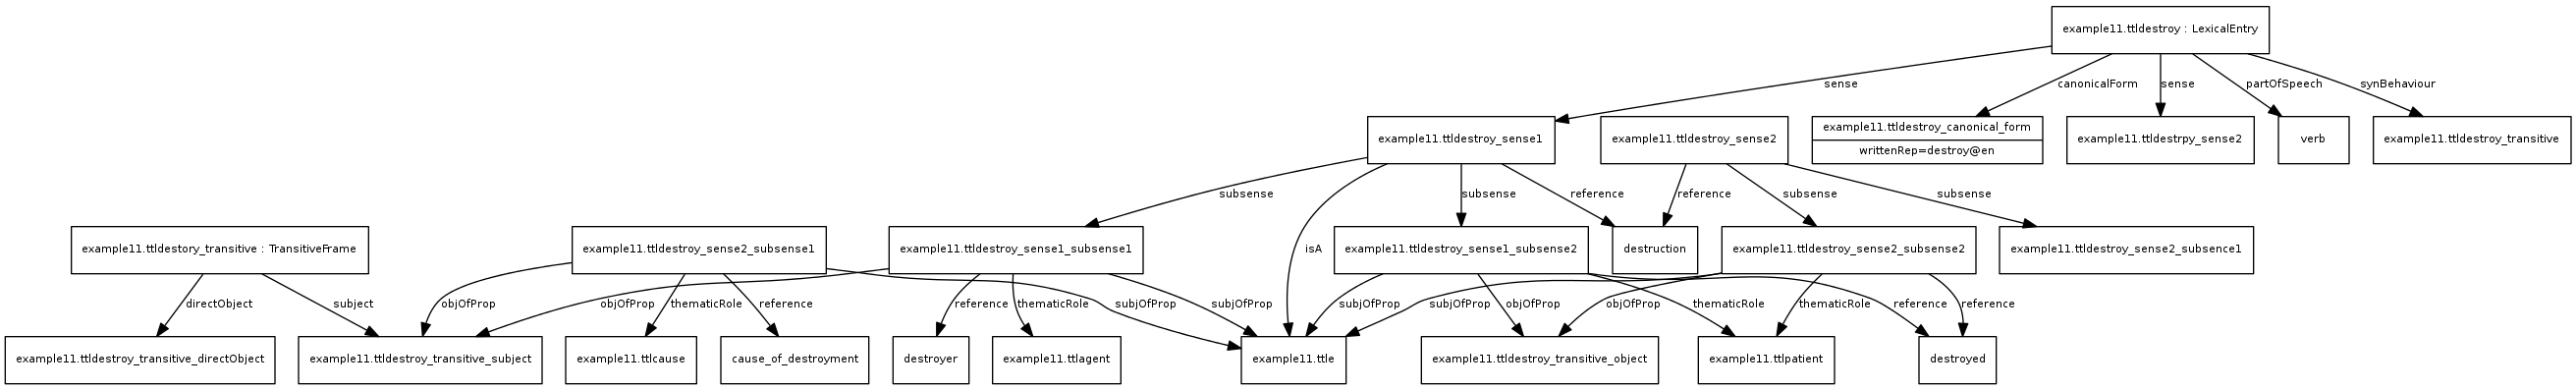 example11.ttldestroy : LexicalEntry
sense
canonicalForm
sense
partOfSpeech
synBehaviour
example11.ttldestroy_sense1
example11.ttldestroy_sense2
example11.ttldestroy_canonical_form
writtenRep=destroy@en
example11.ttldestrpy_sense2
verb
example11.ttldestroy_transitive
subsense
isA
subsense
reference
reference
subsense
subsense
example11.ttldestory_transitive : TransitiveFrame
example11.ttldestroy_sense2_subsense1
example11.ttldestroy_sense1_subsense1
example11.ttldestroy_sense1_subsense2
destruction
example11.ttldestroy_sense2_subsense2
example11.ttldestroy_sense2_subsence1
directObject
subject
objOfProp
objOfProp
thematicRole
reference
reference
thematicRole
subjOfProp
subjOfProp
subjOfProp
subjOfProp
objOfProp
objOfProp
thematicRole
thematicRole
reference
reference
example11.ttldestroy_transitive_directObject
example11.ttldestroy_transitive_subject
example11.ttlcause
cause_of_destroyment
destroyer
example11.ttlagent
example11.ttle
example11.ttldestroy_transitive_object
example11.ttlpatient
destroyed